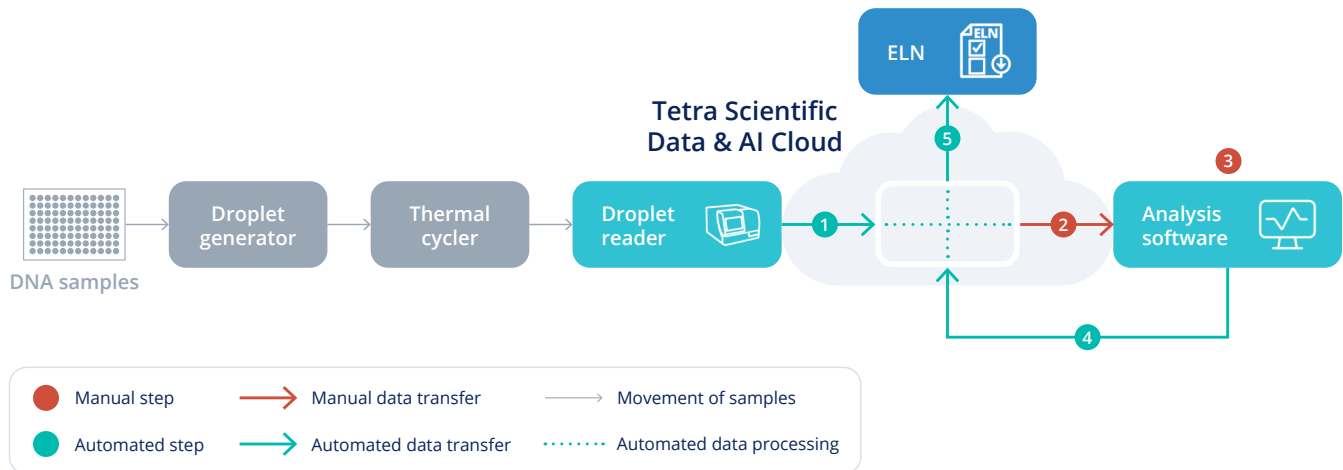 ELN
ELN
Tetra Scientific
Data & AI Cloud
5
3
DNA samples
Droplet
generator
Thermal
cycler
Droplet
reader
1
2
Analysis
software
4
Manual step
Manual data transfer
Movement of samples
Automated step
Automated data transfer
Automated data processing